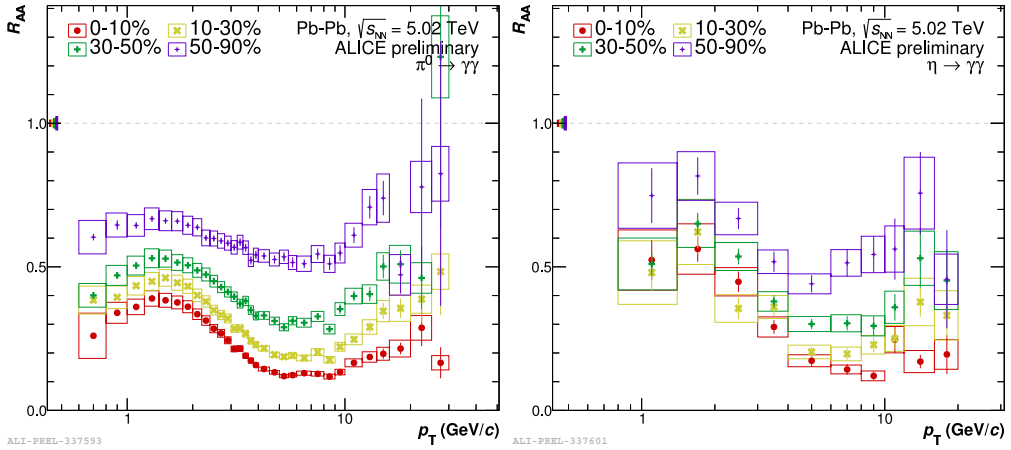 R_AA
0-10% 10-30% Pb-Pb, √s_NN = 5.02 TeV
30-50% 50-90% ALICE preliminary
π⁰ → γγ
1.0
0.5
0.0
1 10
p_T (GeV/c)
ALI-PREL-337593
R_AA
0-10% 10-30% Pb-Pb, √s_NN = 5.02 TeV
30-50% 50-90% ALICE preliminary
η → γγ
1.0
0.5
0.0
1 10
p_T (GeV/c)
ALI-PREL-337601